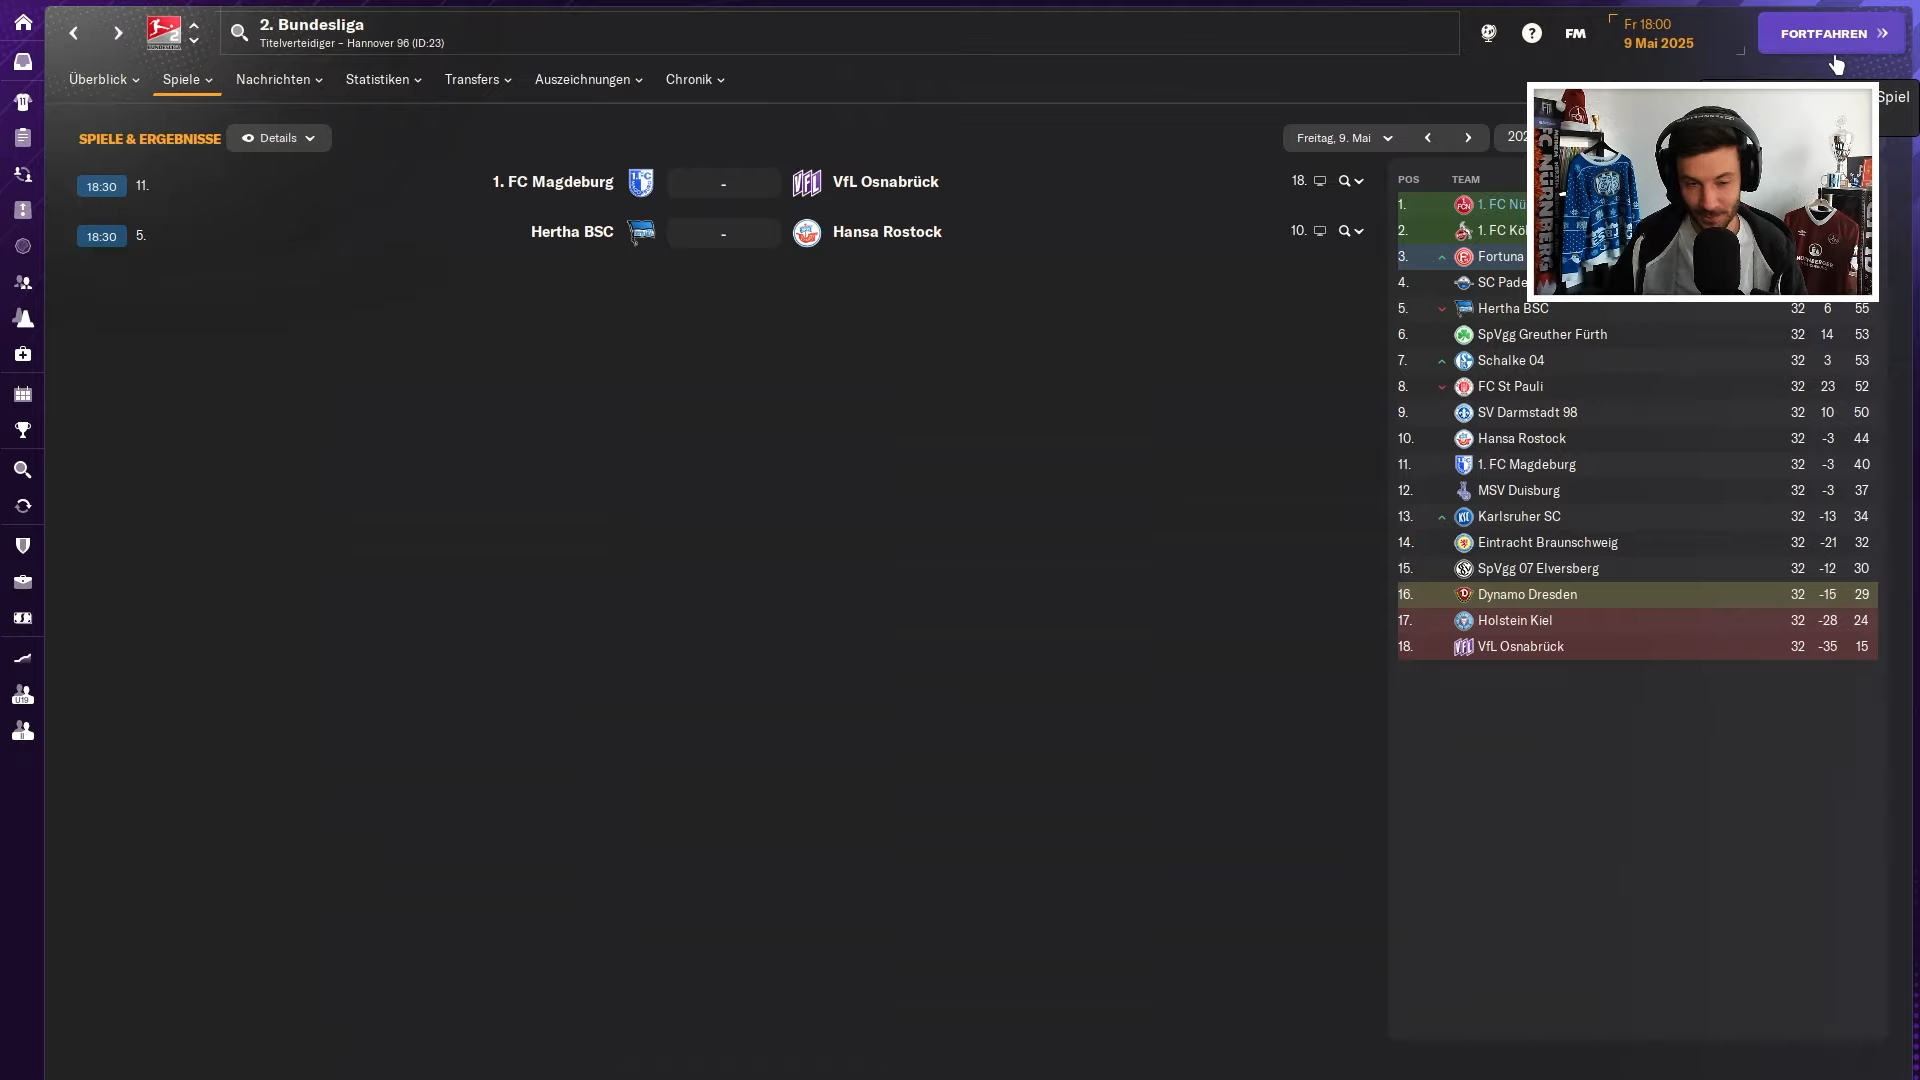 2. Bundesliga
Titelverteidiger – Hannover 96 (ID:23)
FM
Fr 18:00
9 Mai 2025
FORTFAHREN
Überblick
Spiele
Nachrichten
Statistiken
Transfers
Auszeichnungen
Chronik
Spiel
SPIELE & ERGEBNISSE
Details
Freitag, 9. Mai
202
18:30 11. 1. FC Magdeburg - VfL Osnabrück 18.
18:30 5. Hertha BSC - Hansa Rostock 10.
POS TEAM
1. 1. FC Nü
2. 1. FC Kö
3. Fortuna
4. SC Pade
5. Hertha BSC 32 6 55
6. SpVgg Greuther Fürth 32 14 53
7. Schalke 04 32 3 53
8. FC St Pauli 32 23 52
9. SV Darmstadt 98 32 10 50
10. Hansa Rostock 32 -3 44
11. 1. FC Magdeburg 32 -3 40
12. MSV Duisburg 32 -3 37
13. Karlsruher SC 32 -13 34
14. Eintracht Braunschweig 32 -21 32
15. SpVgg 07 Elversberg 32 -12 30
16. Dynamo Dresden 32 -15 29
17. Holstein Kiel 32 -28 24
18. VfL Osnabrück 32 -35 15
FC NÜRNBERG
U19
II